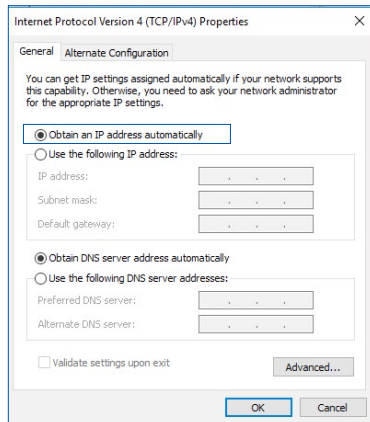 Internet Protocol Version 4 (TCP/IPv4) Properties
General
Alternate Configuration
You can get IP settings assigned automatically if your network supports
this capability. Otherwise, you need to ask your network administrator
for the appropriate IP settings.
Obtain an IP address automatically
Use the following IP address:
IP address:
Subnet mask:
Default gateway:
Obtain DNS server address automatically
Use the following DNS server addresses:
Preferred DNS server:
Alternate DNS server:
Validate settings upon exit
Advanced...
OK
Cancel